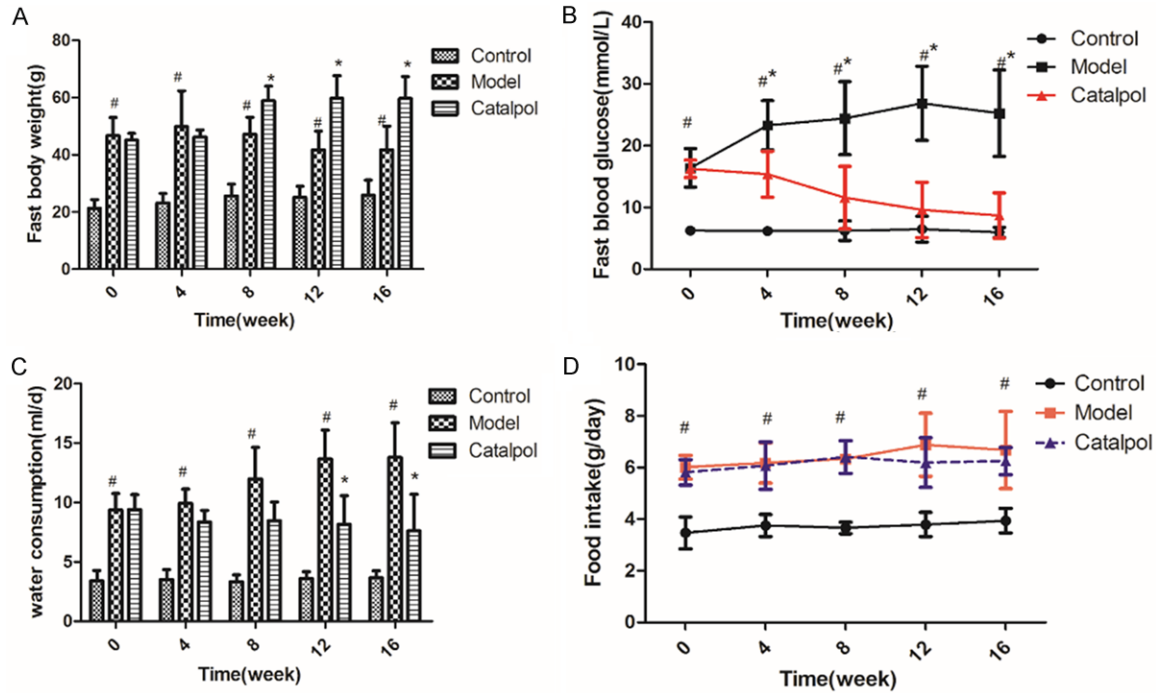 A
Fast body weight(g)
80
60
40
20
0
# # # * # * # *
Control
Model
Catalpol
0 4 8 12 16
Time(week)
B
Fast blood glucose(mmol/L)
40
30
20
10
0
# #* #* #* #*
Control
Model
Catalpol
0 4 8 12 16
Time(week)
C
water consumption(ml/d)
20
15
10
5
0
# # # # * # *
Control
Model
Catalpol
0 4 8 12 16
Time(week)
D
Food intake(g/day)
10
8
6
4
2
0
# # # # #
Control
Model
Catalpol
0 4 8 12 16
Time(week)